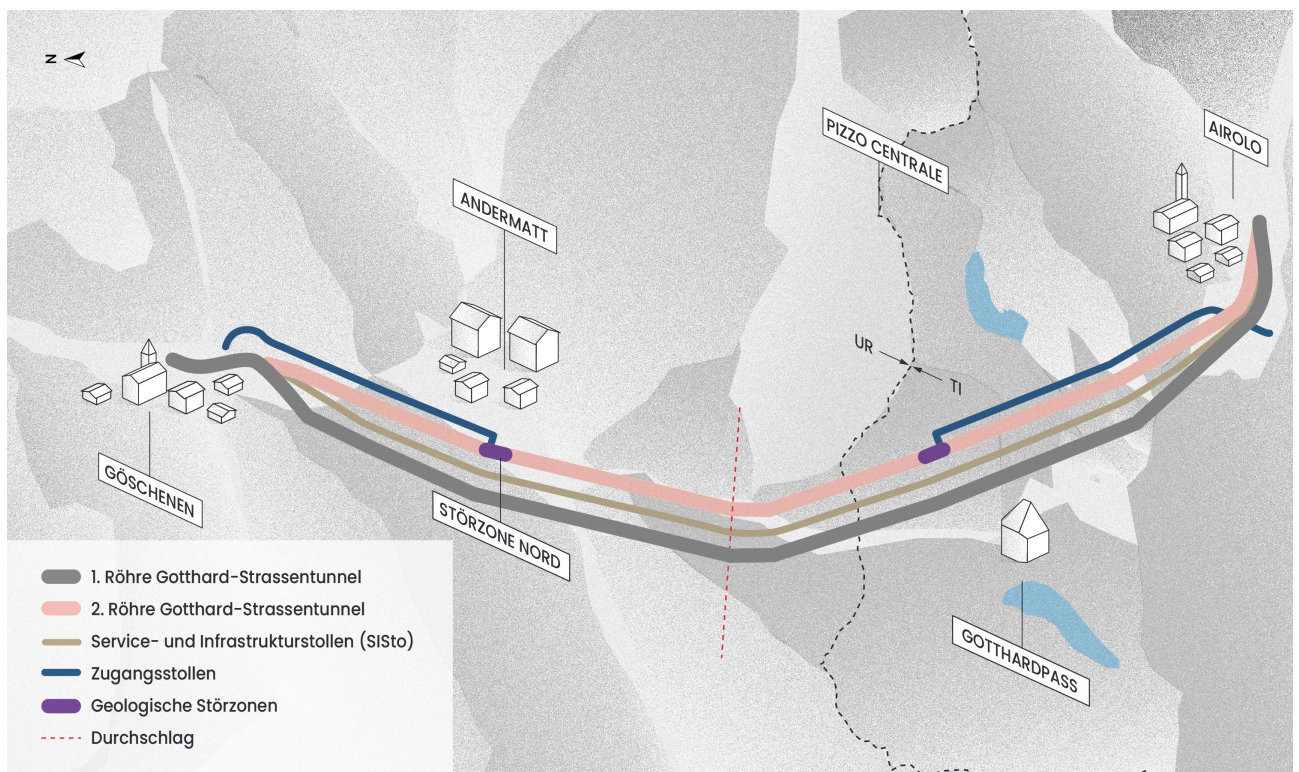 N
PIZZO CENTRALE
AIROLO
ANDERMATT
UR
TI
GÖSCHENEN
STÖRZONE NORD
GOTTHARDPASS
1. Röhre Gotthard-Strassentunnel
2. Röhre Gotthard-Strassentunnel
Service- und Infrastrukturstollen (SISto)
Zugangsstollen
Geologische Störzonen
Durchschlag